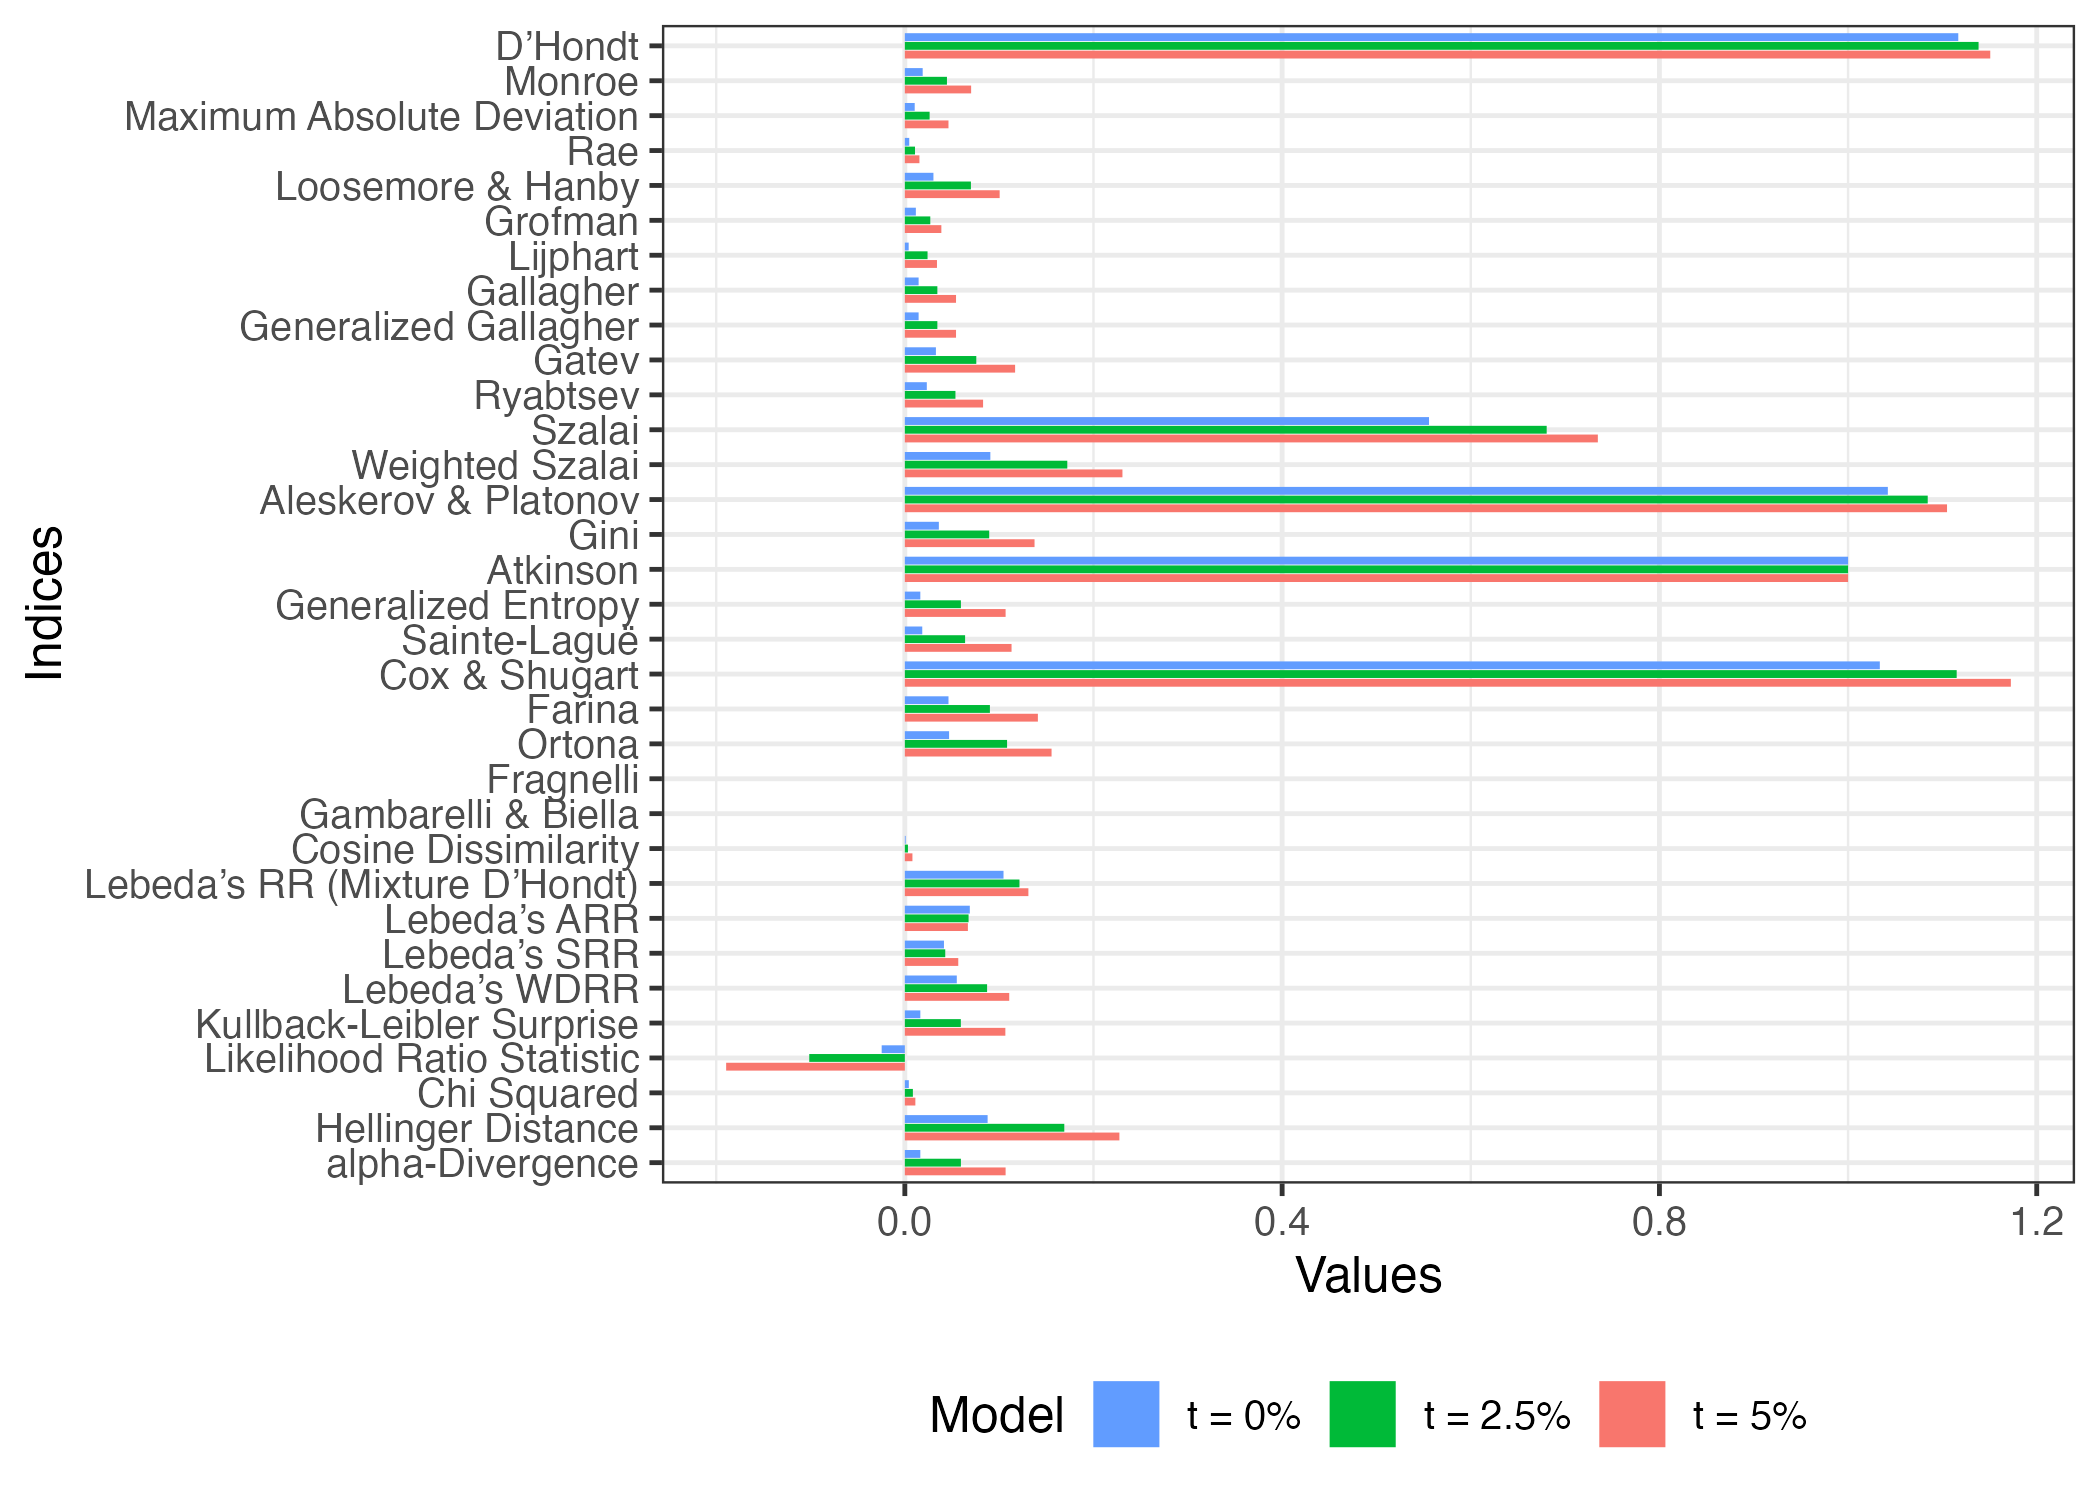 D’Hondt
Monroe
Maximum Absolute Deviation
Rae
Loosemore & Hanby
Grofman
Lijphart
Gallagher
Generalized Gallagher
Gatev
Ryabtsev
Szalai
Weighted Szalai
Aleskerov & Platonov
Gini
Atkinson
Generalized Entropy
Sainte-Laguë
Cox & Shugart
Farina
Ortona
Fragnelli
Gambarelli & Biella
Cosine Dissimilarity
Lebeda’s RR (Mixture D’Hondt)
Lebeda’s ARR
Lebeda’s SRR
Lebeda’s WDRR
Kullback-Leibler Surprise
Likelihood Ratio Statistic
Chi Squared
Hellinger Distance
alpha-Divergence
Indices
0.0 0.4 0.8 1.2
Values
Model t = 0% t = 2.5% t = 5%